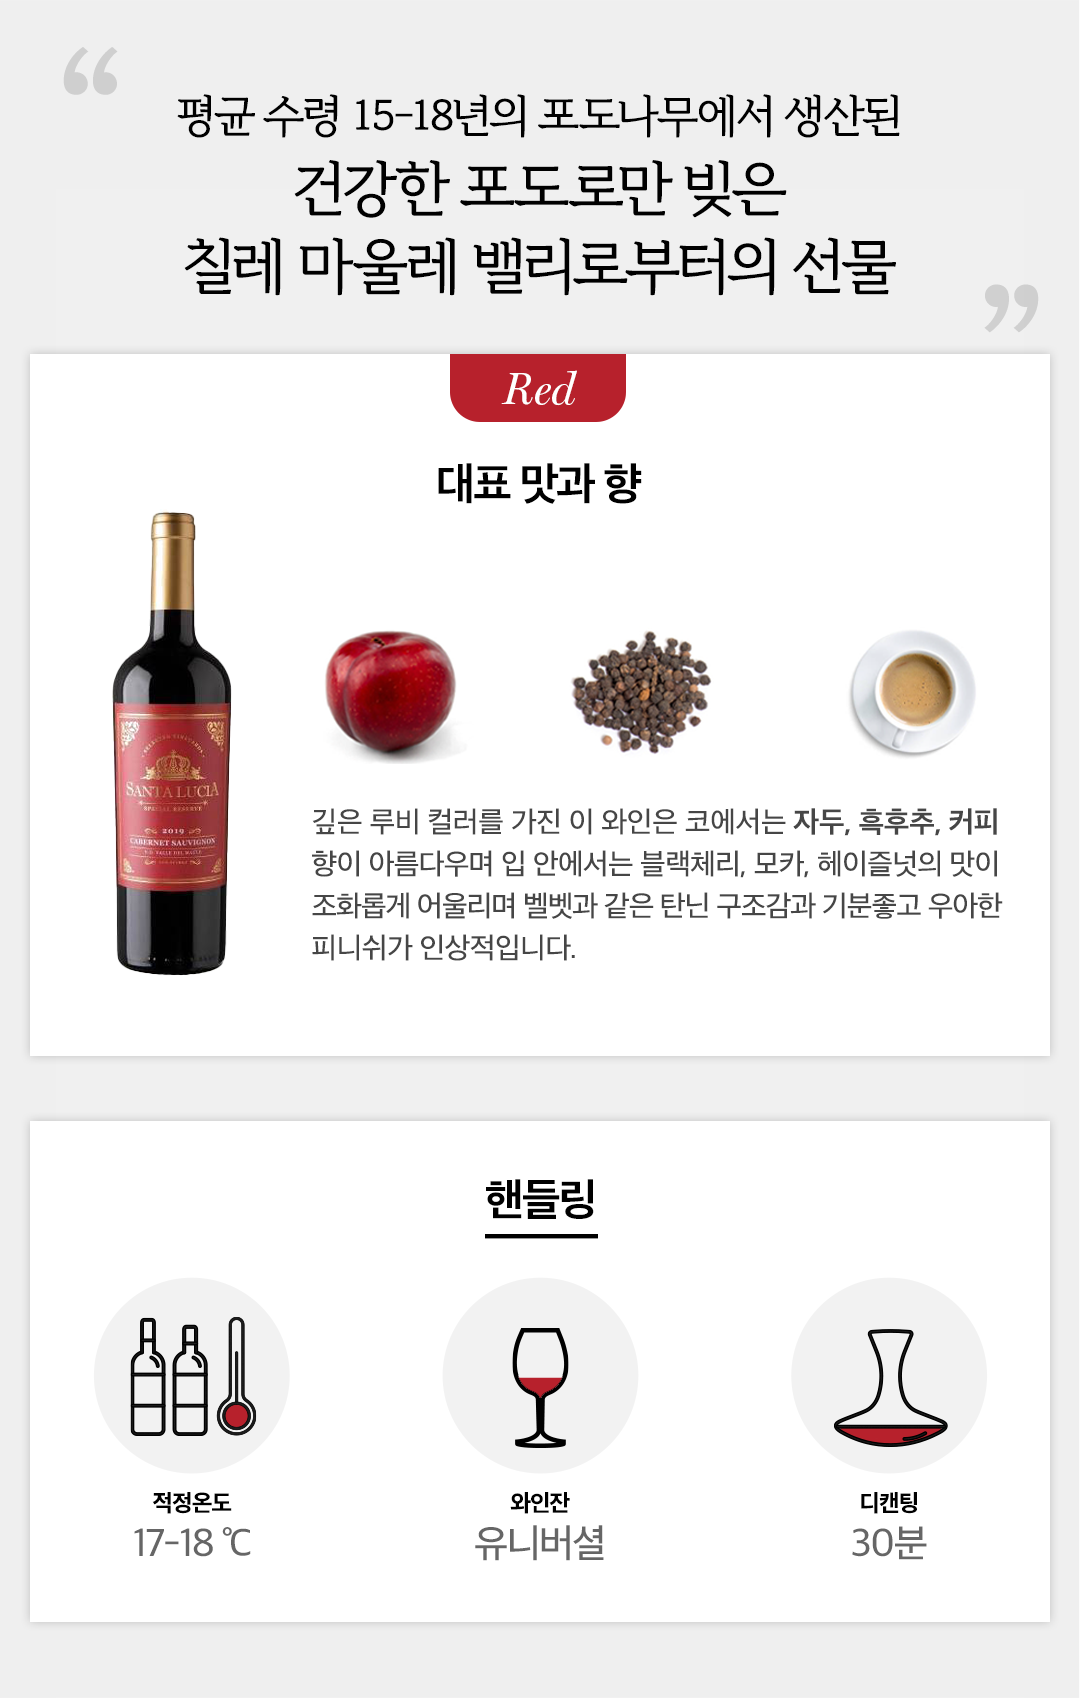 “
평균 수령 15-18년의 포도나무에서 생산된
건강한 포도로만 빚은
칠레 마울레 밸리로부터의 선물
”
Red
대표 맛과 향
SELECTED VINEYARDS
SANTA LUCIA
SPECIAL RESERVE
2019
CABERNET SAUVIGNON
D.O. VALLE DEL MAULE
깊은 루비 컬러를 가진 이 와인은 코에서는 자두, 흑후추, 커피
향이 아름다우며 입 안에서는 블랙체리, 모카, 헤이즐넛의 맛이
조화롭게 어울리며 벨벳과 같은 탄닌 구조감과 기분좋고 우아한
피니쉬가 인상적입니다.
핸들링
적정온도
17-18 ℃
와인잔
유니버셜
디캔팅
30분